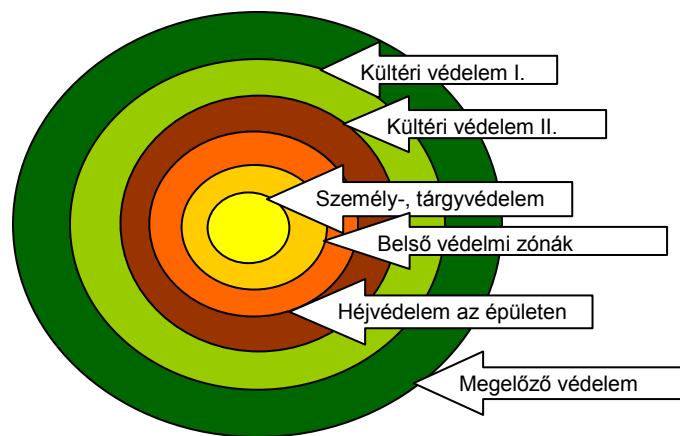 Kültéri védelem I.
Kültéri védelem II.
Személy-, tárgyvédelem
Belső védelmi zónák
Héjvédelem az épületen
Megelőző védelem